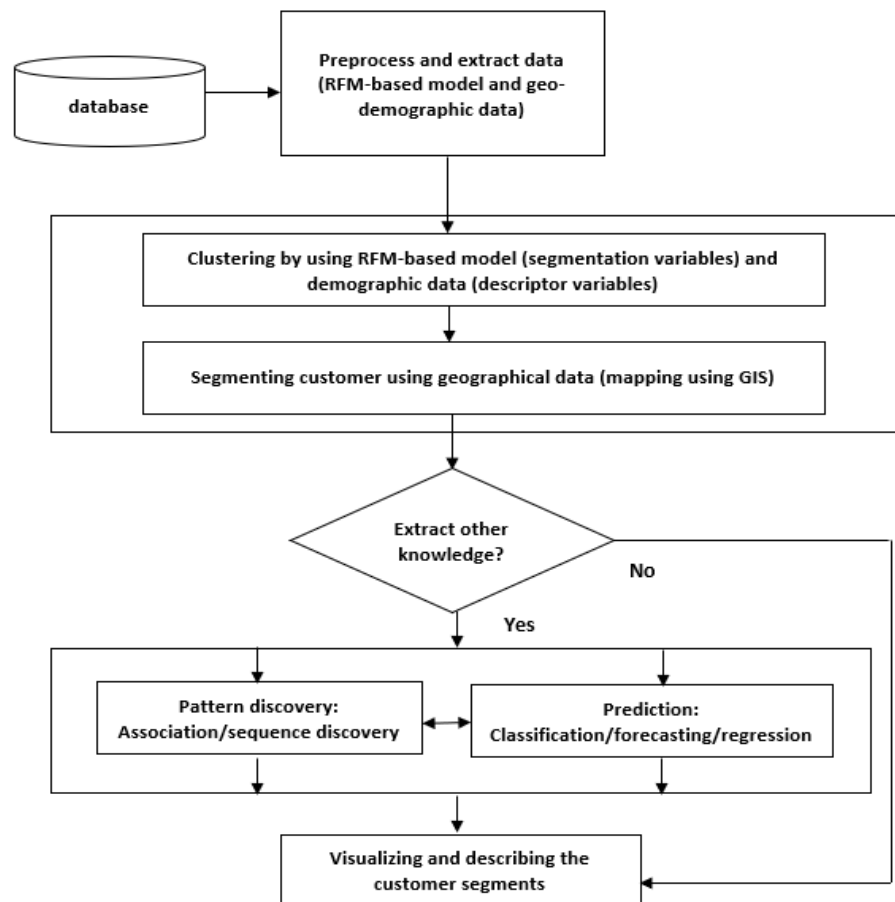 database
Preprocess and extract data
(RFM-based model and geo-
demographic data)
Clustering by using RFM-based model (segmentation variables) and
demographic data (descriptor variables)
Segmenting customer using geographical data (mapping using GIS)
Extract other
knowledge?
No
Yes
Pattern discovery:
Association/sequence discovery
Prediction:
Classification/forecasting/regression
Visualizing and describing the
customer segments